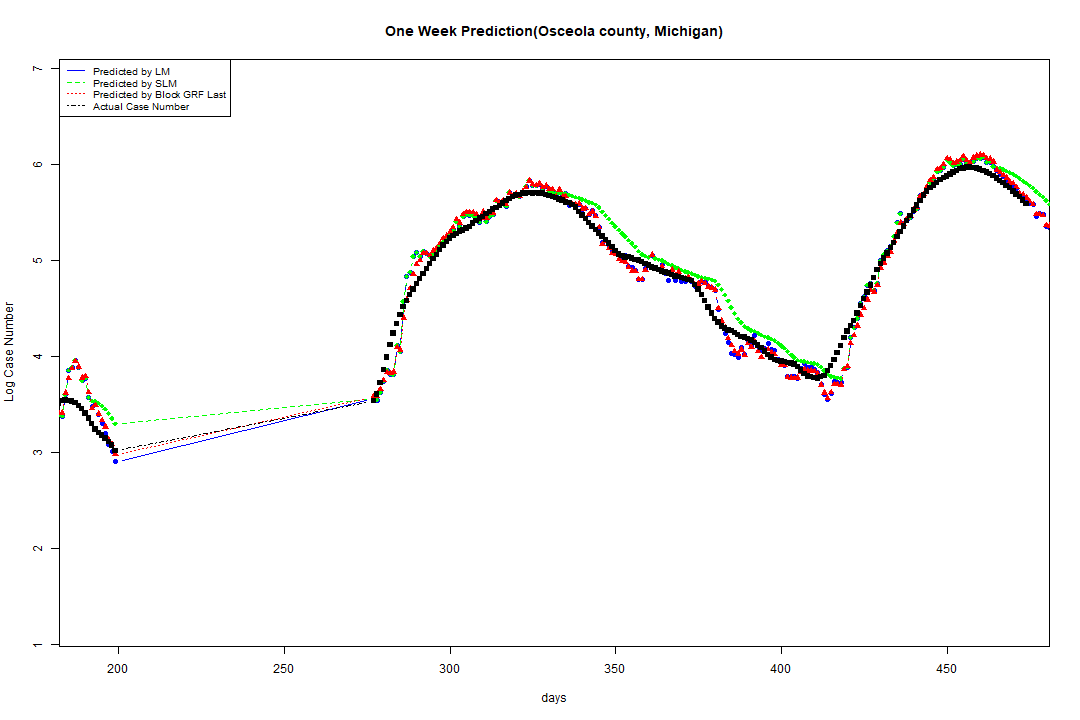 One Week Prediction(Osceola county, Michigan)
Predicted by LM
Predicted by SLM
Predicted by Block GRF Last
Actual Case Number
7
6
5
4
3
2
1
Log Case Number
200 250 300 350 400 450
days